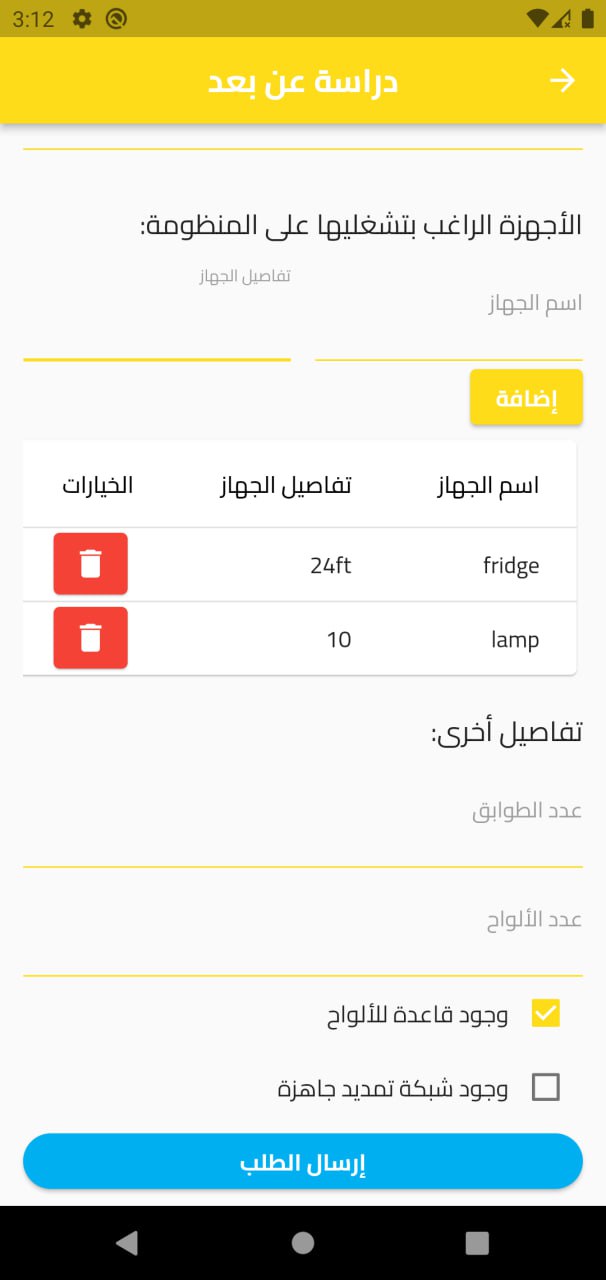 3:12
دراسة عن بعد
الأجهزة الراغب بتشغليها على المنظومة:
اسم الجهاز
تفاصيل الجهاز
إضافة
اسم الجهاز تفاصيل الجهاز الخيارات
fridge 24ft
lamp 10
تفاصيل أخرى:
عدد الطوابق
عدد الألواح
وجود قاعدة للألواح
وجود شبكة تمديد جاهزة
إرسال الطلب